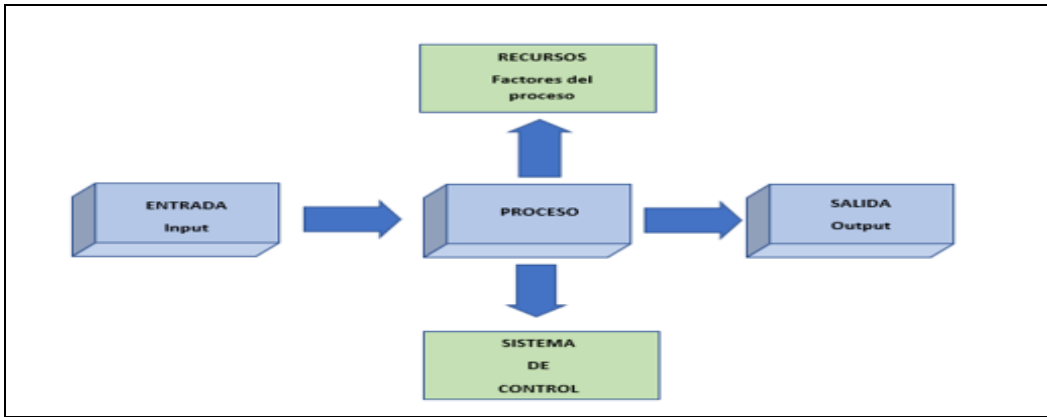 RECURSOS
Factores del
proceso
ENTRADA
Input
PROCESO
SALIDA
Output
SISTEMA
DE
CONTROL